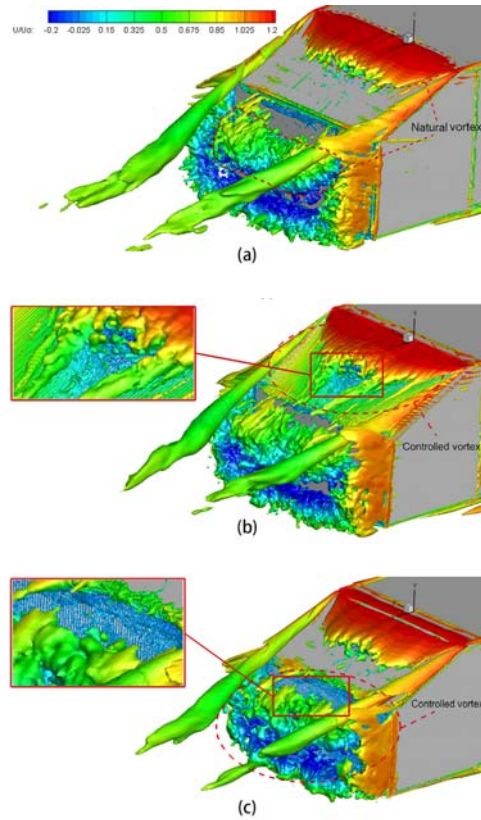 U/Uo: -0.2 -0.025 0.15 0.325 0.5 0.675 0.85 1.025 1.2
Natural vortex
(a)
Controlled vortex
(b)
Controlled vortex
(c)